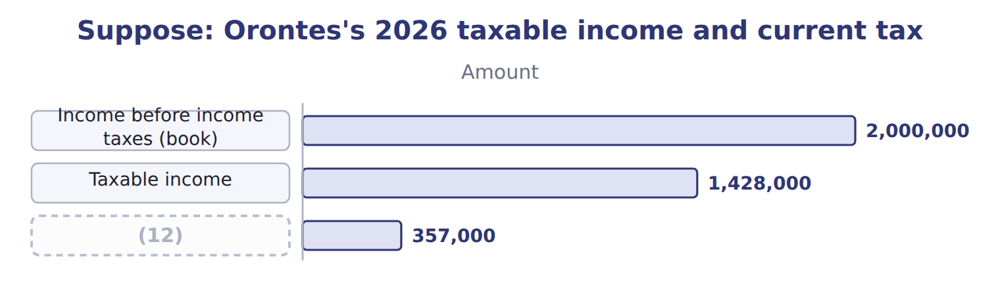 Suppose: Orontes's 2026 taxable income and current tax
Amount
Income before income
taxes (book)
2,000,000
Taxable income
1,428,000
(12)
357,000